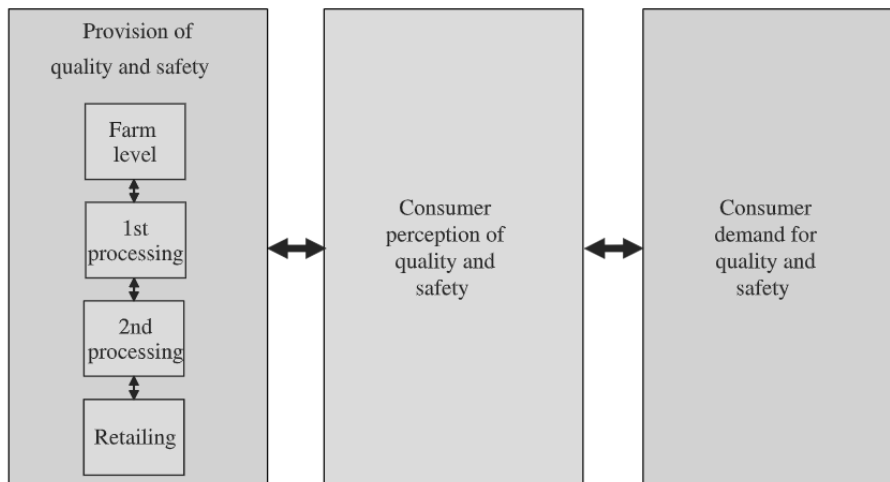 Provision of
quality and safety
Farm
level
1st
processing
2nd
processing
Retailing
Consumer
perception of
quality and
safety
Consumer
demand for
quality and
safety